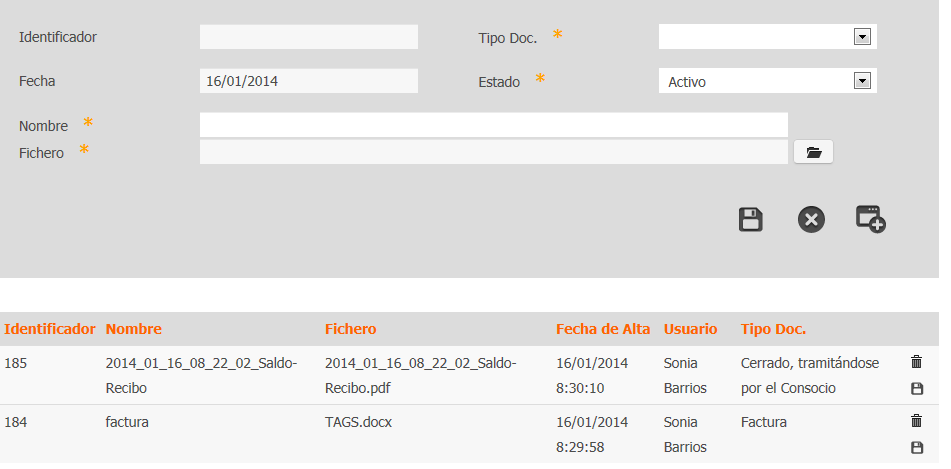 Identificador
Tipo Doc. *
Fecha 16/01/2014
Estado * Activo
Nombre *
Fichero *
Identificador Nombre Fichero Fecha de Alta Usuario Tipo Doc.
185 2014_01_16_08_22_02_Saldo- 2014_01_16_08_22_02_Saldo- 16/01/2014 Sonia Cerrado, tramitándose
Recibo Recibo.pdf 8:30:10 Barrios por el Consocio
184 factura TAGS.docx 16/01/2014 Sonia Factura
8:29:58 Barrios